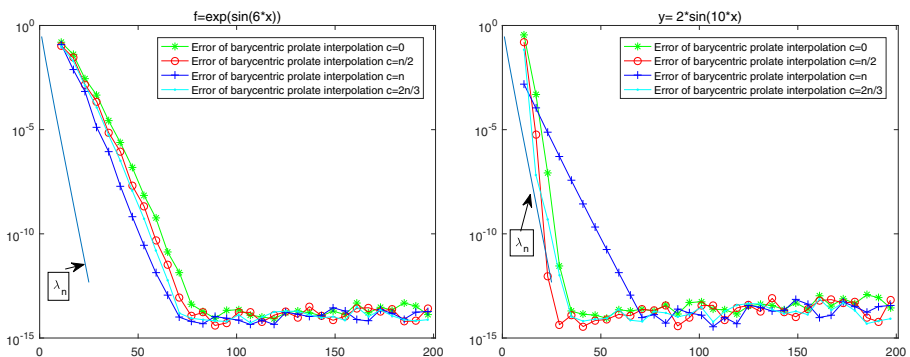 f=exp(sin(6*x))
10^0
10^-5
10^-10
10^-15
0
50
100
150
200
Error of barycentric prolate interpolation c=0
Error of barycentric prolate interpolation c=n/2
Error of barycentric prolate interpolation c=n
Error of barycentric prolate interpolation c=2n/3
λ_n
y= 2*sin(10*x)
10^0
10^-5
10^-10
10^-15
0
50
100
150
200
Error of barycentric prolate interpolation c=0
Error of barycentric prolate interpolation c=n/2
Error of barycentric prolate interpolation c=n
Error of barycentric prolate interpolation c=2n/3
λ_n